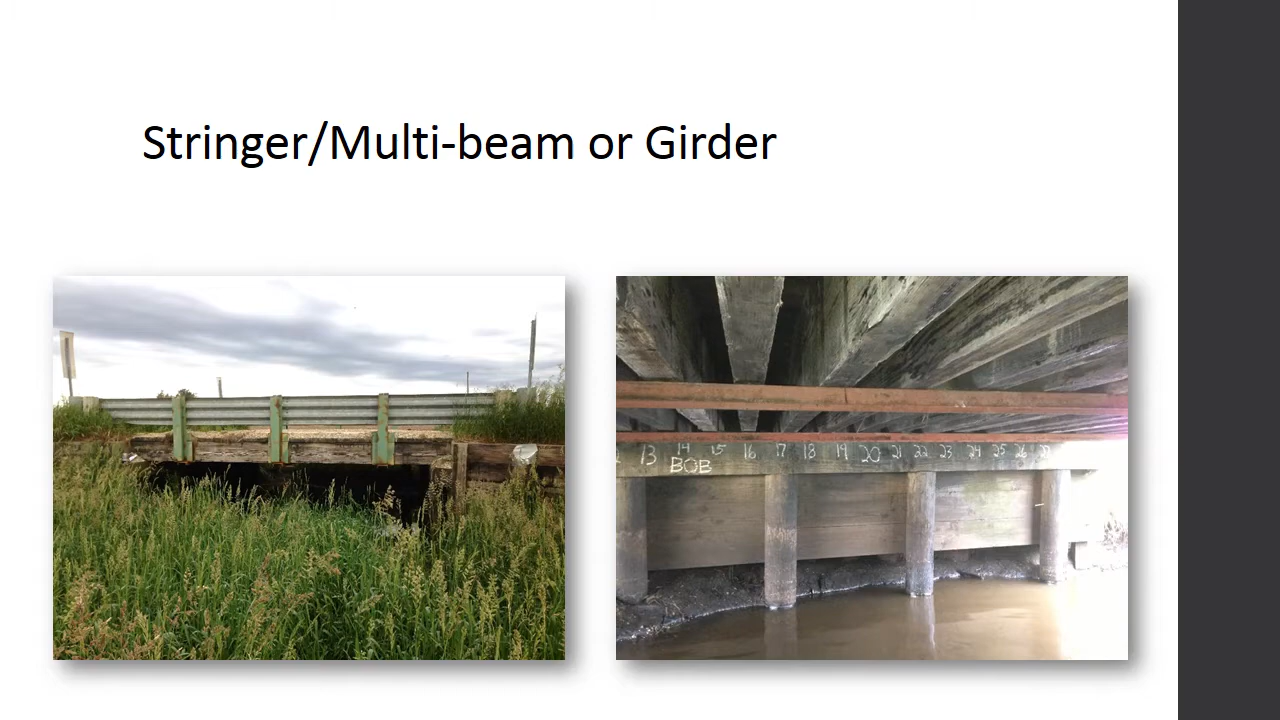 Stringer/Multi-beam or Girder
13 14 15 16 17 18 19 20 21 22 23 24 25 26 27
BOB